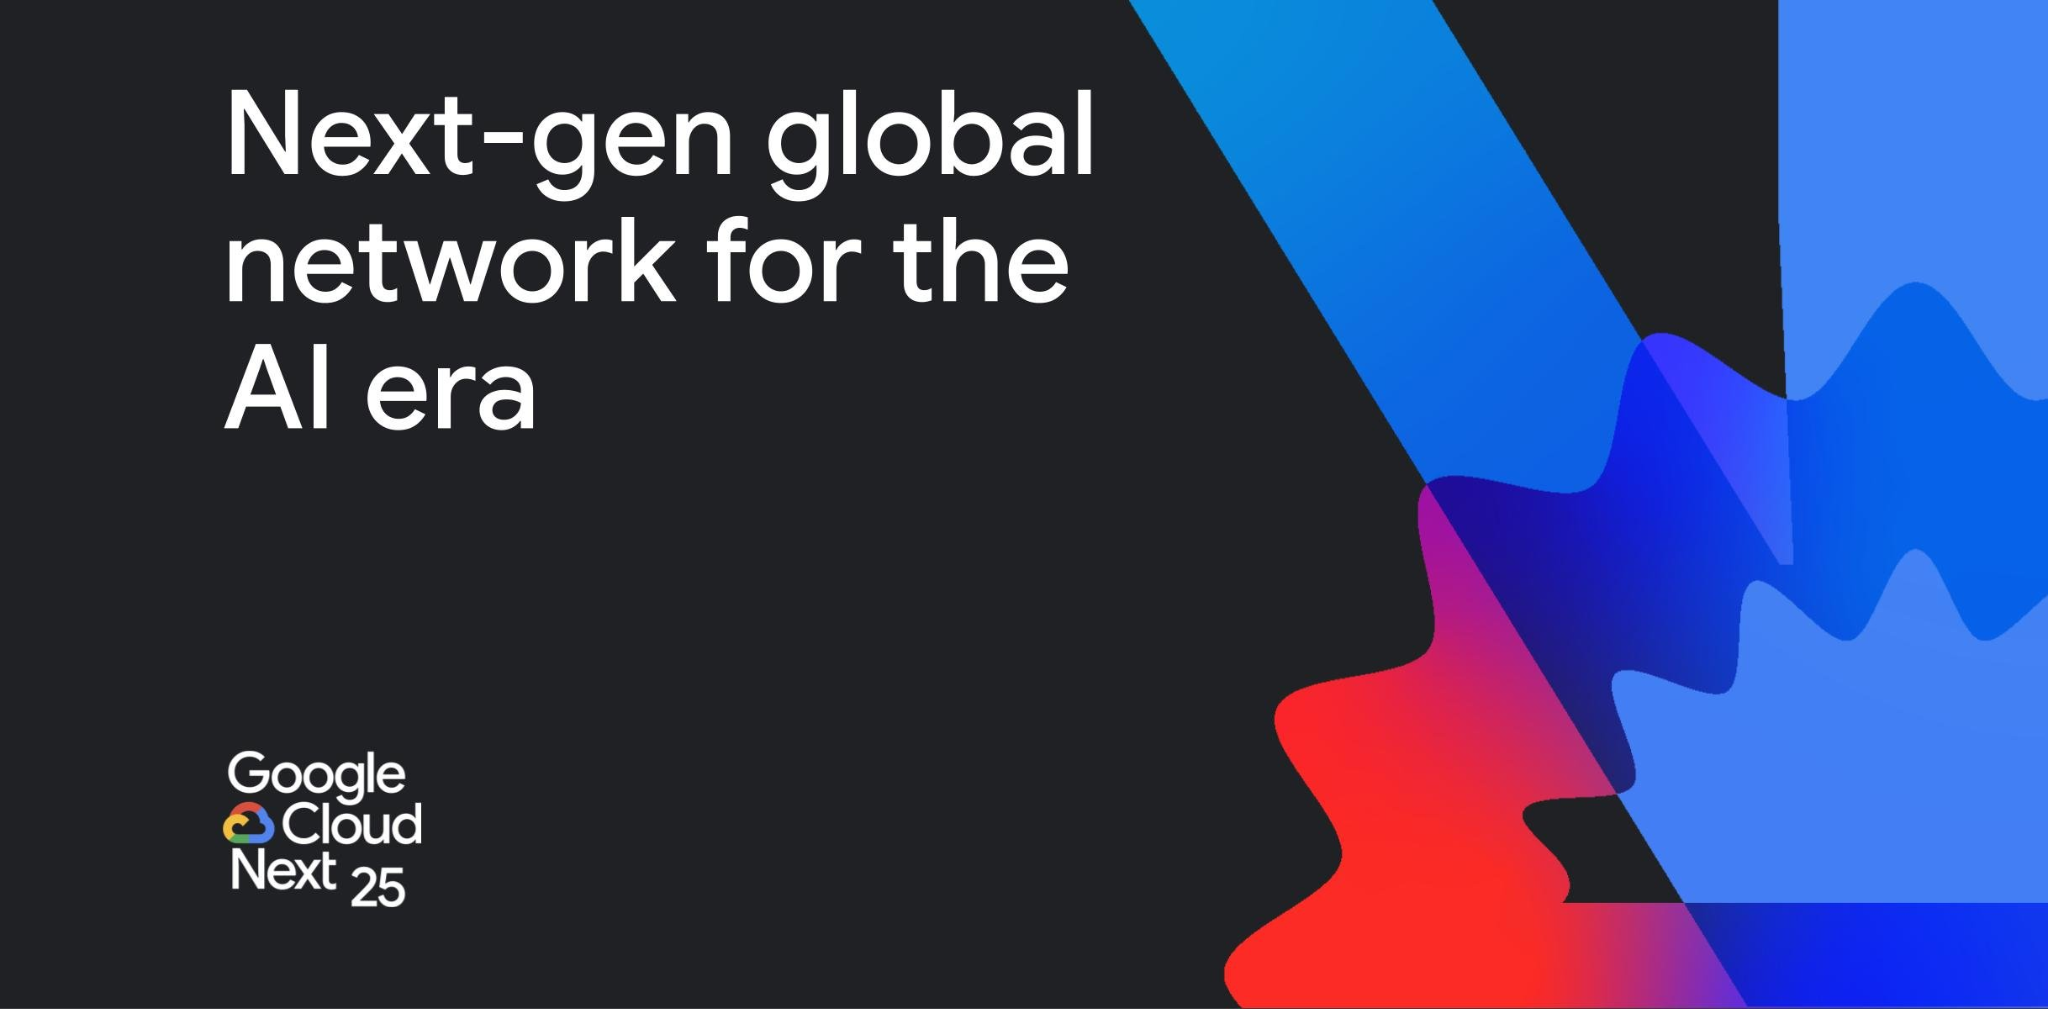 Next-gen global
network for the
AI era
Google
Cloud
Next 25